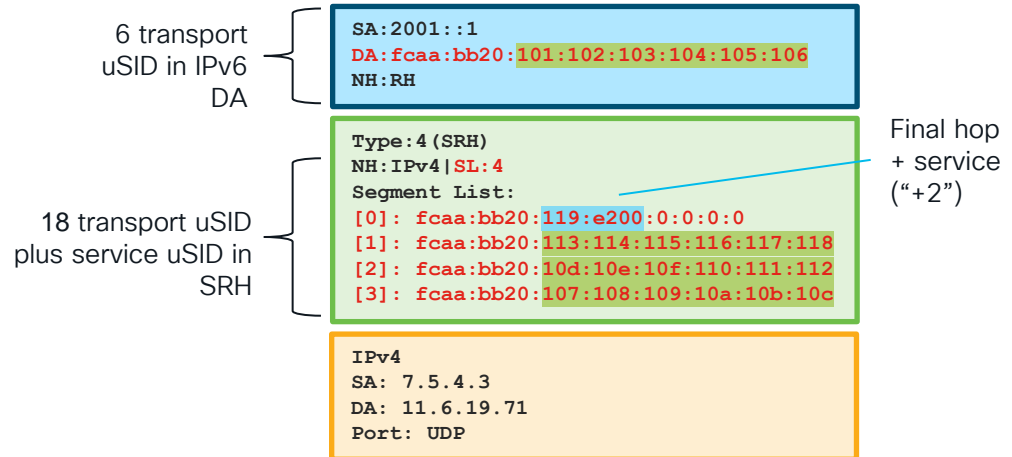 6 transport
uSID in IPv6
DA
SA:2001::1
DA:fcaa:bb20:101:102:103:104:105:106
NH:RH
18 transport uSID
plus service uSID in
SRH
Type:4(SRH)
NH:IPv4|SL:4
Segment List:
[0]: fcaa:bb20:119:e200:0:0:0:0
[1]: fcaa:bb20:113:114:115:116:117:118
[2]: fcaa:bb20:10d:10e:10f:110:111:112
[3]: fcaa:bb20:107:108:109:10a:10b:10c
Final hop
+ service
(“+2”)
IPv4
SA: 7.5.4.3
DA: 11.6.19.71
Port: UDP